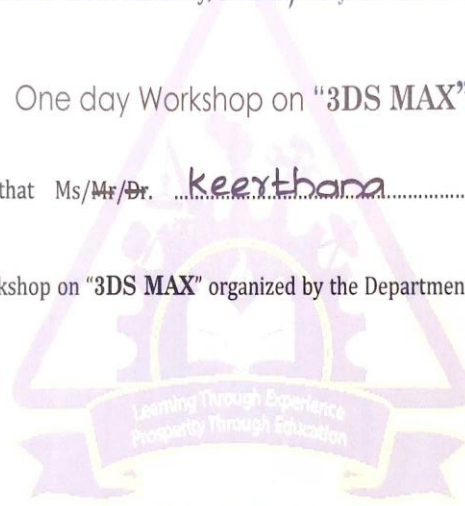 One day Workshop on "3DS MAX"
that Ms/Mr/Dr. Keerthana
kshop on "3DS MAX" organized by the Departmen
Learning Through Experience
Prosperity Through Education